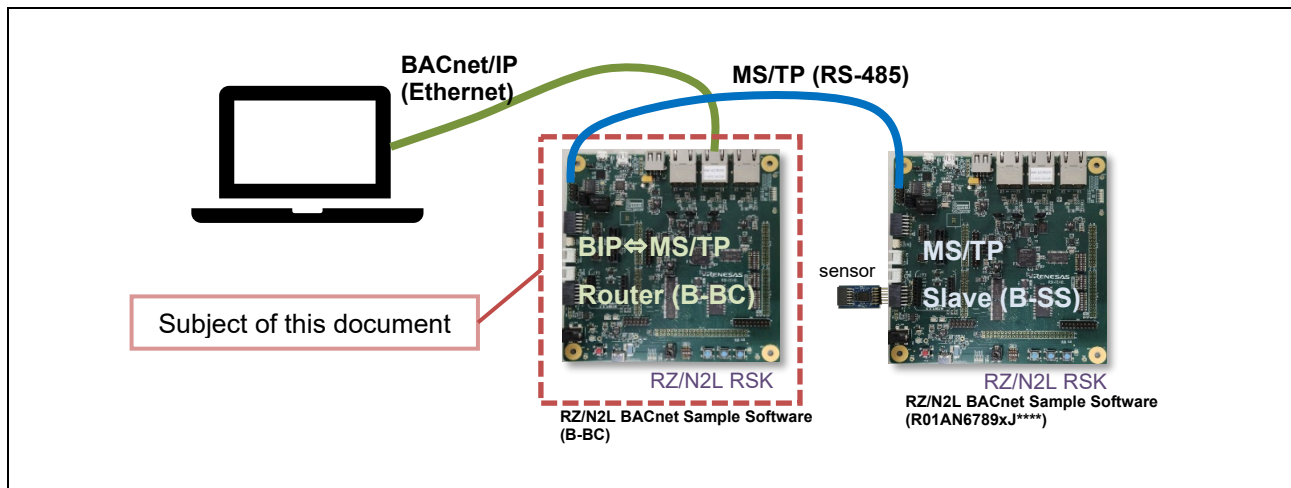 BACnet/IP
(Ethernet)
MS/TP (RS-485)
BIP⇔MS/TP
Router (B-BC)
RENESAS
MS/TP
Slave (B-SS)
sensor
Subject of this document
RZ/N2L RSK
RZ/N2L BACnet Sample Software
(B-BC)
RZ/N2L RSK
RZ/N2L BACnet Sample Software
(R01AN6789xJ****)